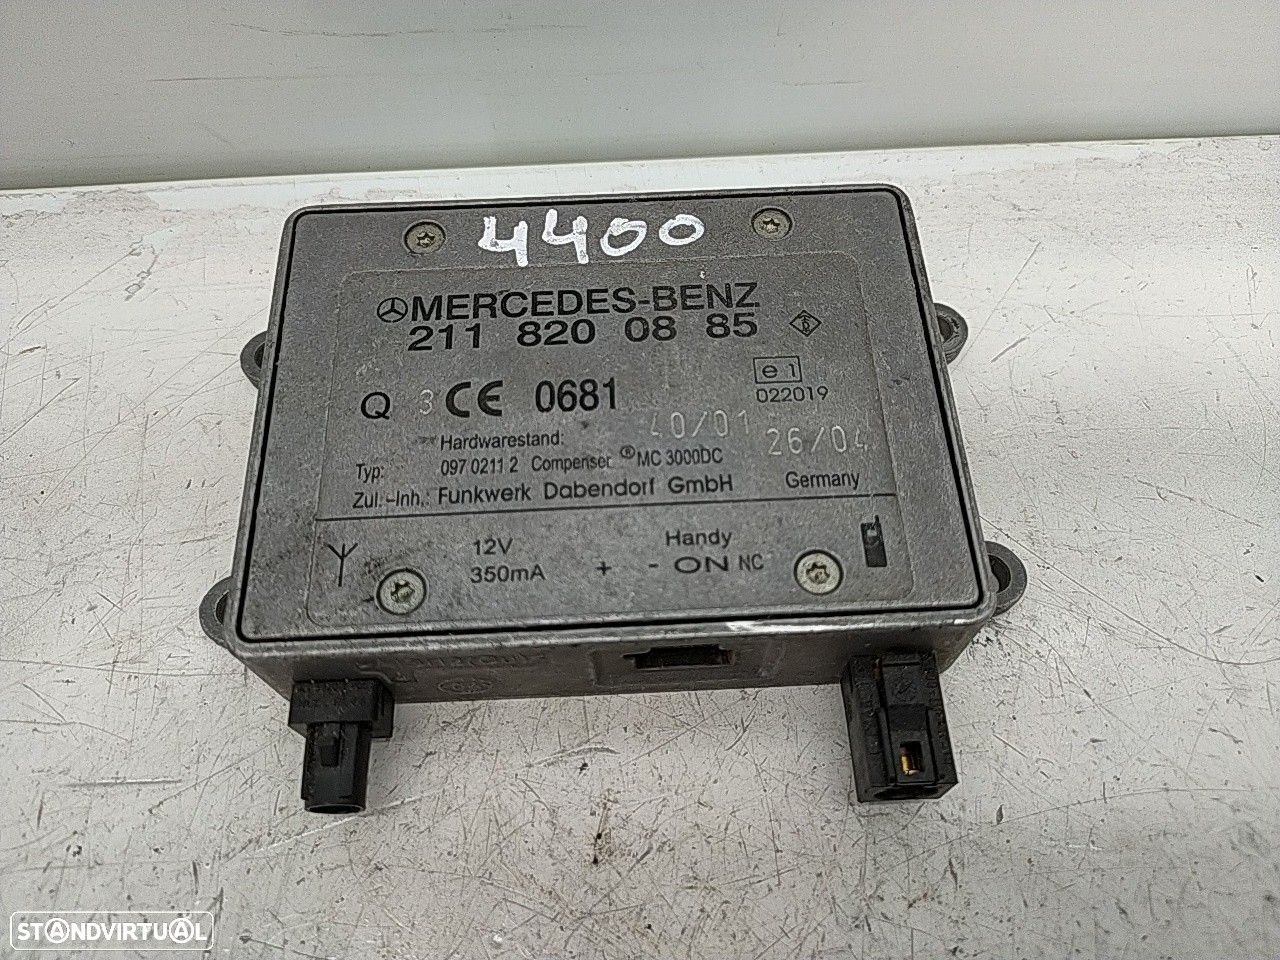 4400
MERCEDES-BENZ
211 820 08 85
Q 3 CE 0681
e1
022019
Hardwarestand: 40/01 26/04
Typ: 097 0211 2 Compenser ® MC 3000DC
Zul.-Inh.: Funkwerk Dabendorf GmbH Germany
12V Handy
350mA + - ON NC
STANDVIRTUAL